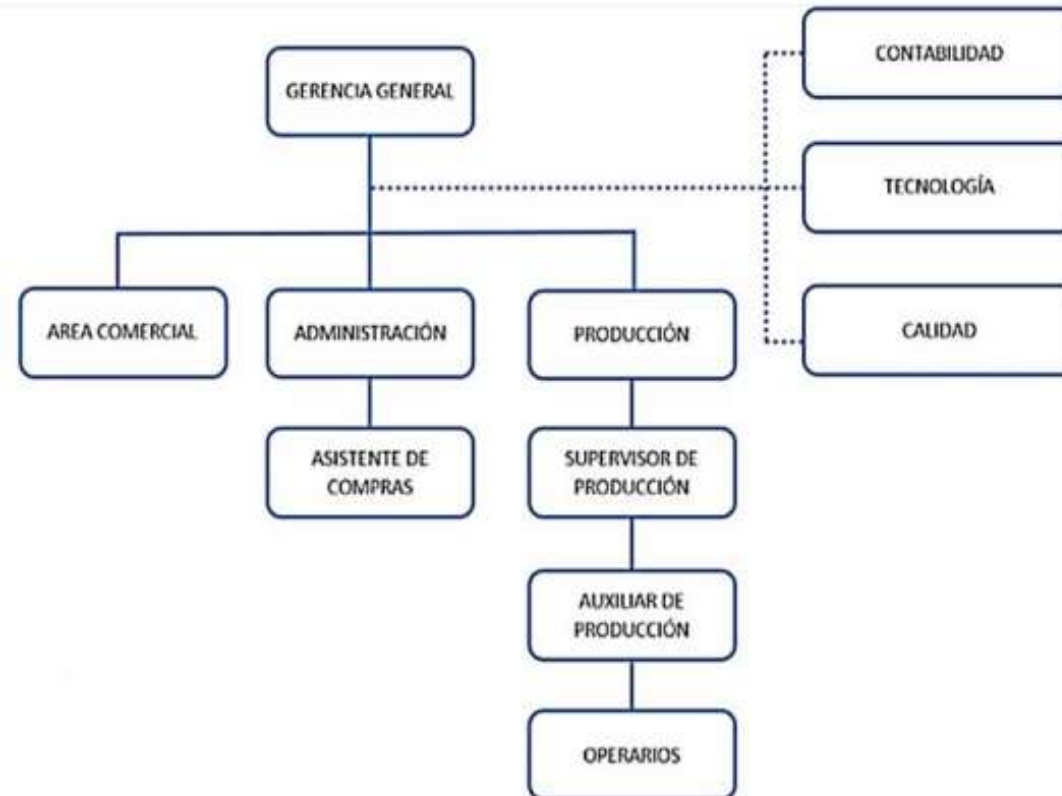 CONTABILIDAD
GERENCIA GENERAL
TECNOLOGÍA
AREA COMERCIAL
ADMINISTRACIÓN
PRODUCCIÓN
CALIDAD
ASISTENTE DE
COMPRAS
SUPERVISOR DE
PRODUCCIÓN
AUXILIAR DE
PRODUCCIÓN
OPERARIOS